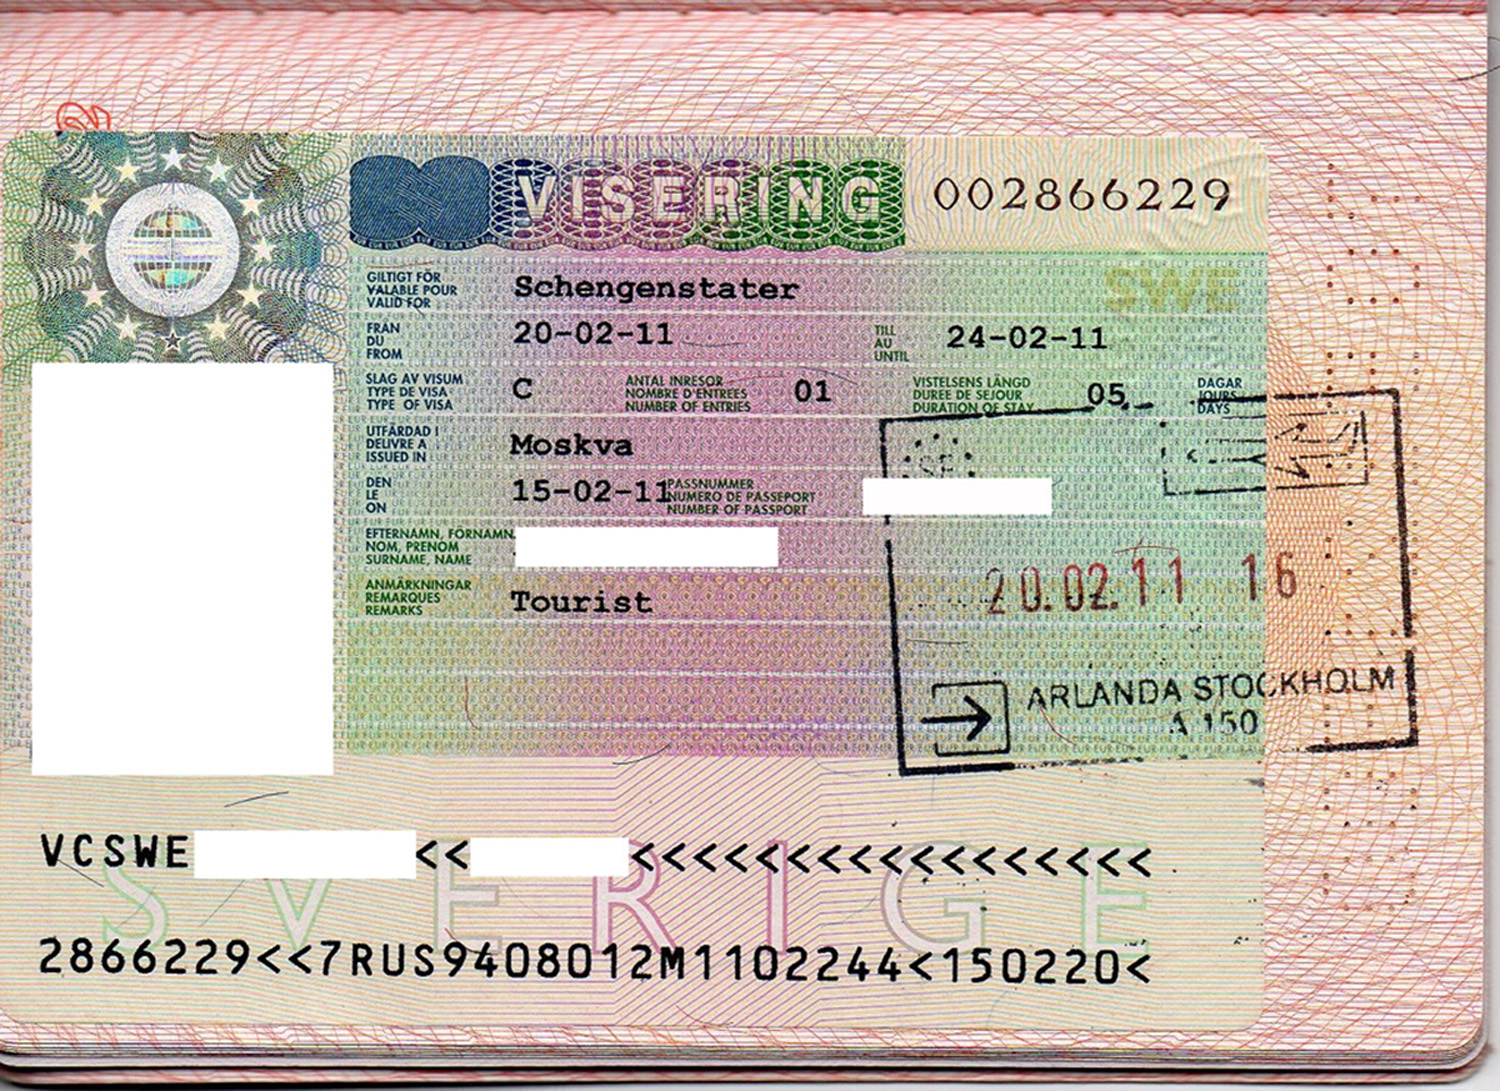 VISERING 002866229
SWE
GILTIGT FÖR
VALABLE POUR
VALID FOR
Schengenstater
FRÅN
DU
FROM
20-02-11
TILL
AU
UNTIL
24-02-11
SLAG AV VISUM
TYPE DE VISA
TYPE OF VISA
C
ANTAL INRESOR
NOMBRE D'ENTREES
NUMBER OF ENTRIES
01
VISTELSENS LÄNGD
DUREE DE SEJOUR
DURATION OF STAY
05
DAGAR
JOURS
DAYS
UTFÄRDAD I
DELIVRE A
ISSUED IN
Moskva
DEN
LE
ON
15-02-11
PASSNUMMER
NUMERO DE PASSEPORT
NUMBER OF PASSPORT
EFTERNAMN, FÖRNAMN
NOM, PRENOM
SURNAME, NAME
ANMÄRKNINGAR
REMARQUES
REMARKS
Tourist
SE
20.02.11 16
ARLANDA STOCKHOLM
A 150
VCSWE <<  <<<<<<<<<<<<<<<<<
SVERIGE
2866229<<7RUS9408012M1102244<150220<